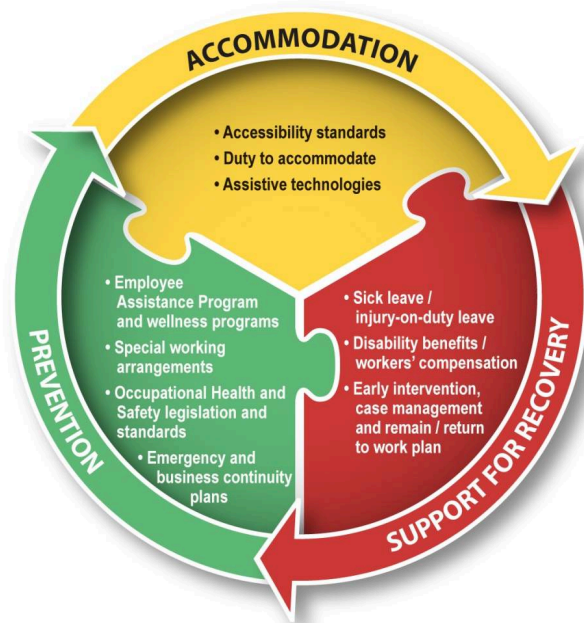 ACCOMMODATION
• Accessibility standards
• Duty to accommodate
• Assistive technologies
PREVENTION
• Employee
Assistance Program
and wellness programs
• Special working
arrangements
• Occupational Health and
Safety legislation and
standards
• Emergency and
business continuity
plans
SUPPORT FOR RECOVERY
• Sick leave /
injury-on-duty leave
• Disability benefits /
workers' compensation
• Early intervention,
case management
and remain / return
to work plan